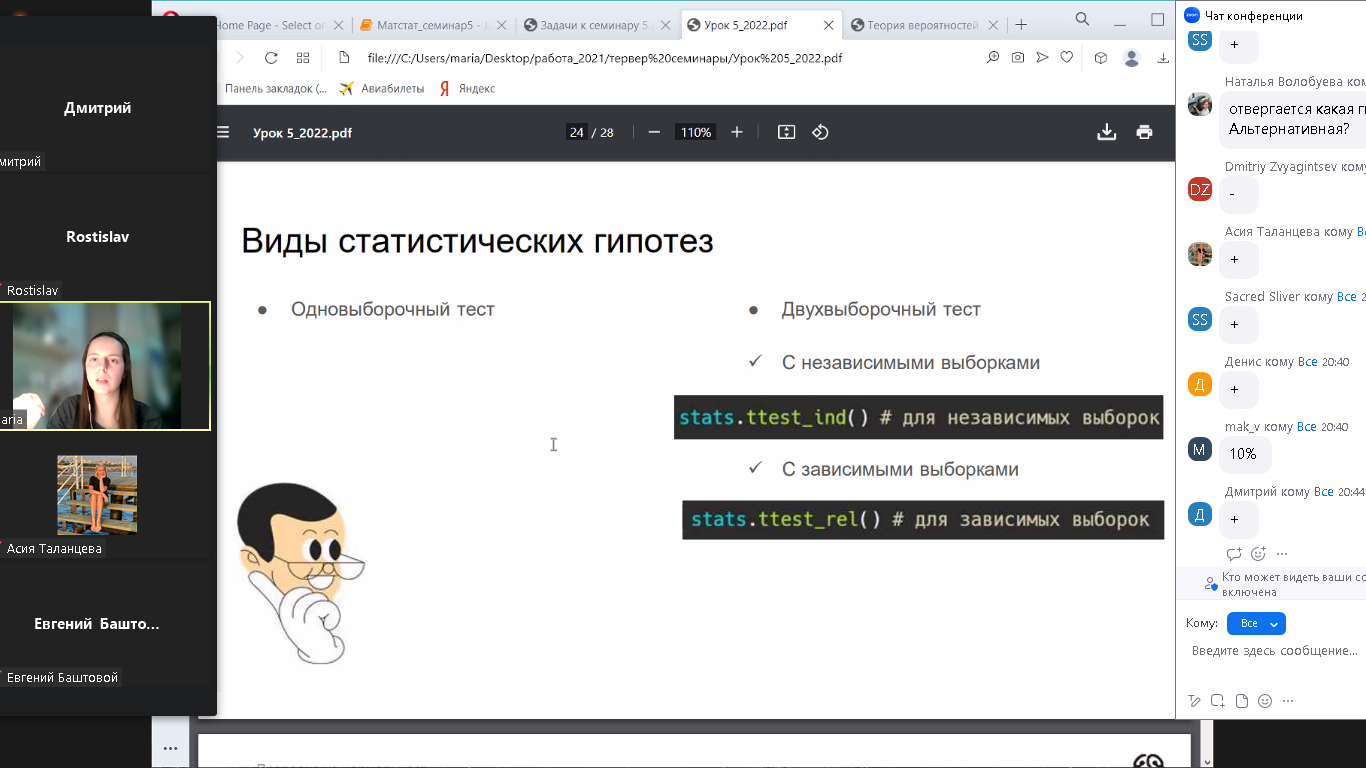 Home Page - Select or
Матстат_семинар5 - J
Задачи к семинару 5.
Урок 5_2022.pdf
Теория вероятностей
file:///C:/Users/maria/Desktop/работа_2021/тервер%20семинары/Урок%205_2022.pdf
Панель закладок (...
Авиабилеты
Яндекс
Урок 5_2022.pdf
24 / 28
110%
Дмитрий
митрий
Rostislav
Rostislav
aria
Асия Таланцева
Евгений Башто...
Евгений Баштовой
Виды статистических гипотез
● Одновыборочный тест
● Двухвыборочный тест
✓ С независимыми выборками
stats.ttest_ind() # для независимых выборок
✓ С зависимыми выборками
stats.ttest_rel() # для зависимых выборок
zoom
Чат конференции
SS
+
Наталья Волобуева ком
отвергается какая ги
Альтернативная?
Dmitriy Zvyagintsev кому
DZ
-
Асия Таланцева кому Вс
+
Sacred Sliver кому Все 2
SS
+
Денис кому Все 20:40
Д
+
mak_v кому Все 20:40
M
10%
Дмитрий кому Все 20:44
Д
+
Кто может видеть ваши со
включена
Кому:
Все
Введите здесь сообщение...